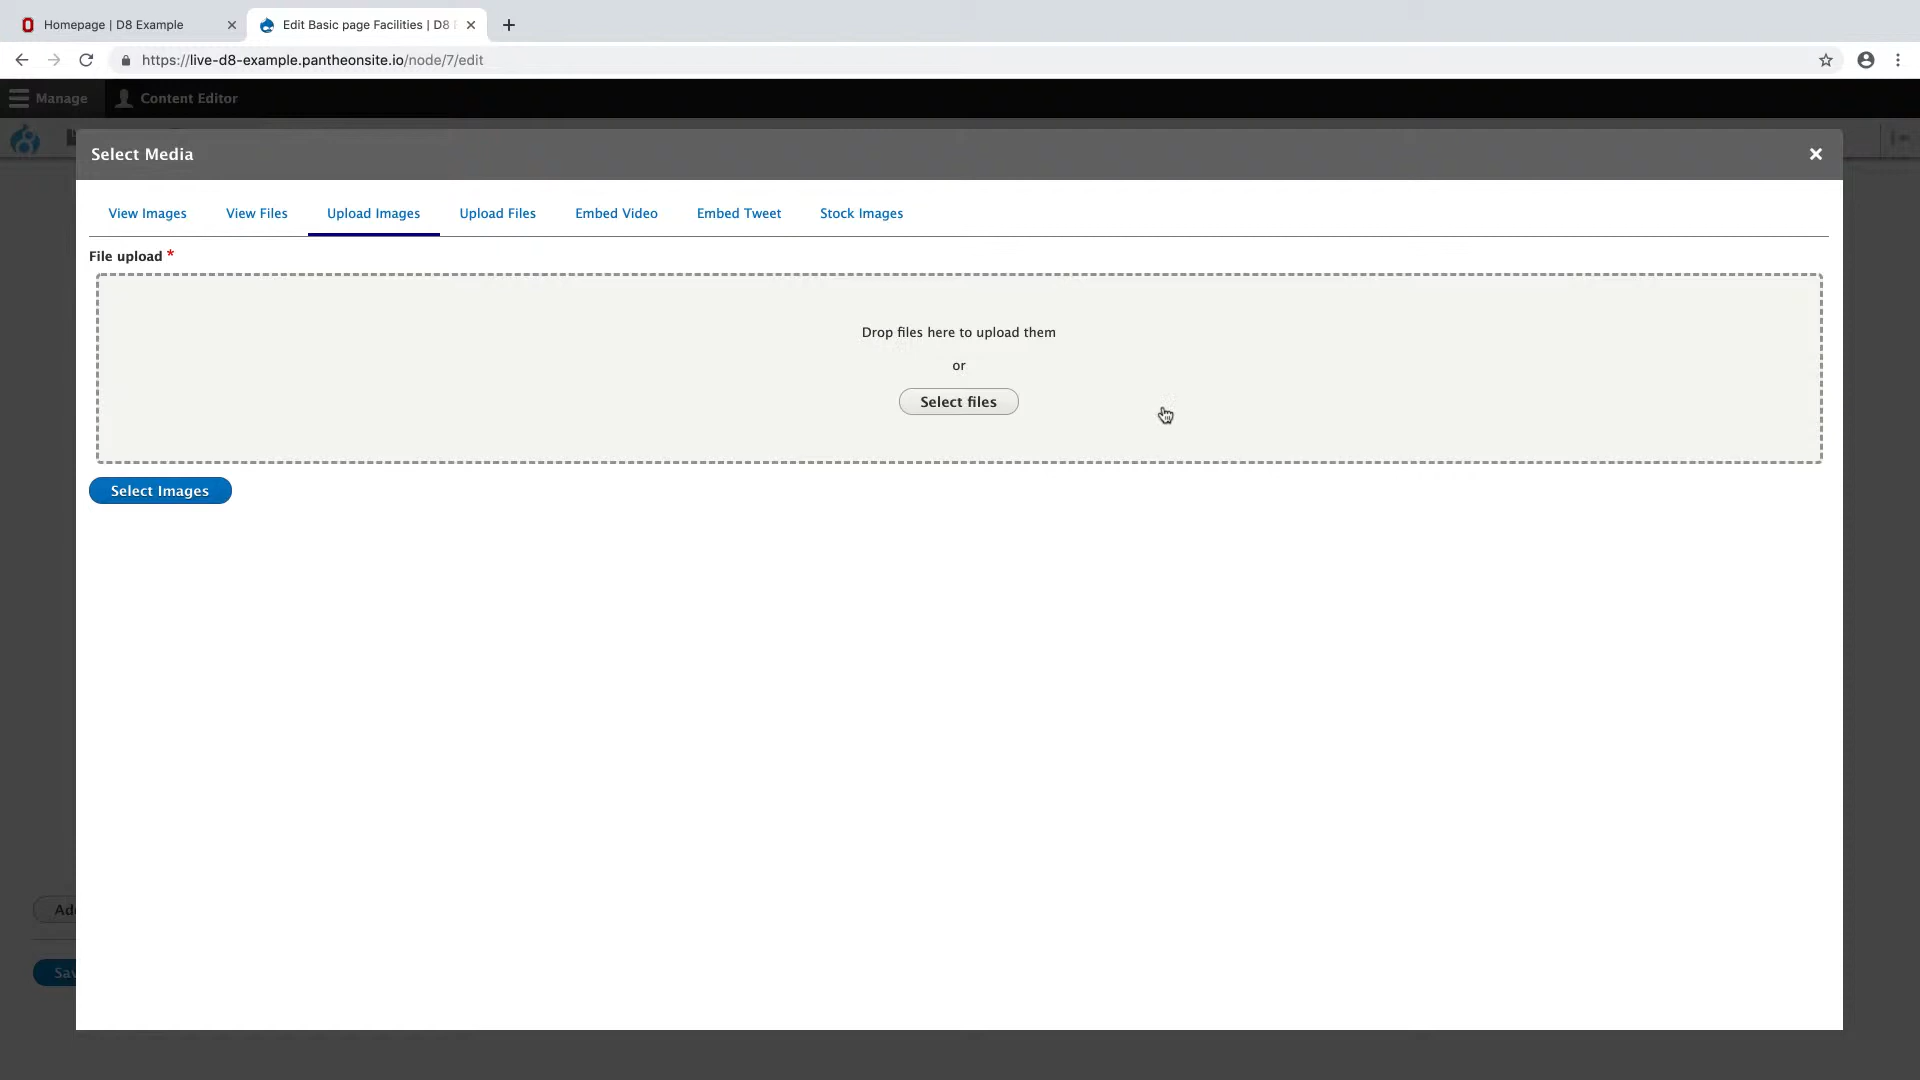 Homepage | D8 Example
Edit Basic page Facilities | D8
https://live-d8-example.pantheonsite.io/node/7/edit
Manage
Content Editor
Select Media
View Images
View Files
Upload Images
Upload Files
Embed Video
Embed Tweet
Stock Images
File upload *
Drop files here to upload them
or
Select files
Select Images